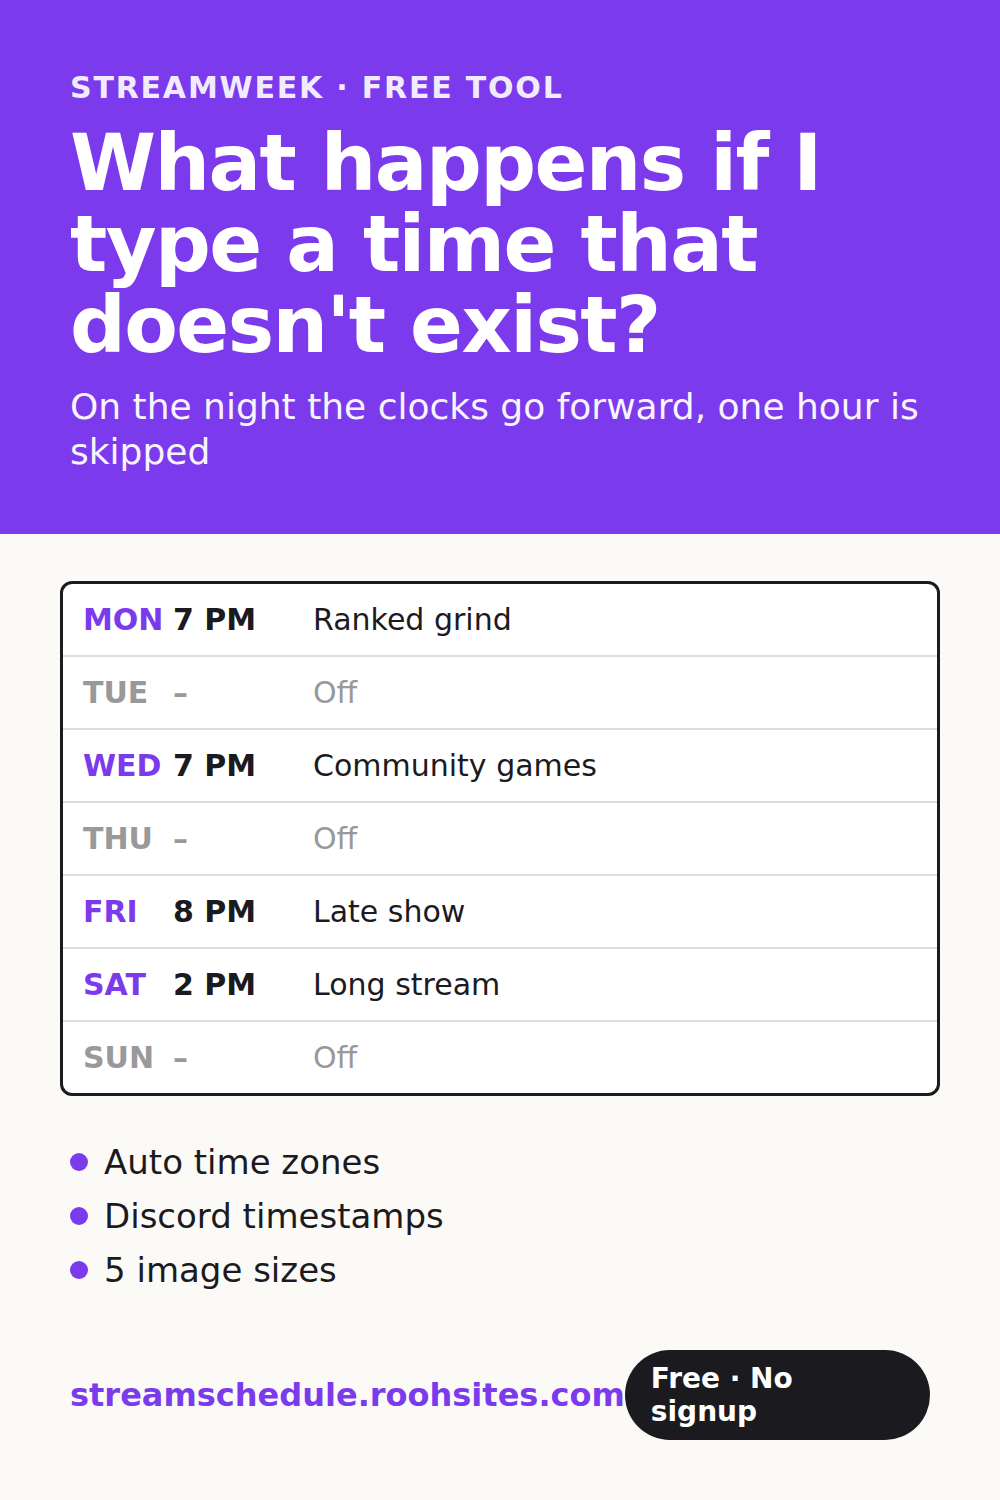 STREAMWEEK · FREE TOOL
What happens if I
type a time that
doesn't exist?
On the night the clocks go forward, one hour is
skipped
MON 7 PM Ranked grind
TUE – Off
WED 7 PM Community games
THU – Off
FRI 8 PM Late show
SAT 2 PM Long stream
SUN – Off
Auto time zones
Discord timestamps
5 image sizes
streamschedule.roohsites.com
Free · No
signup